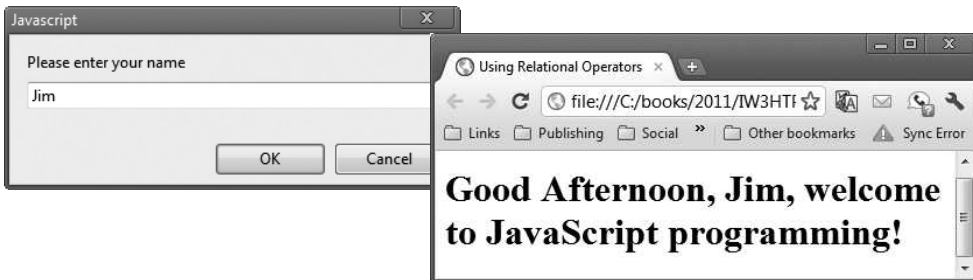 Javascript
Please enter your name
Jim
OK Cancel
Using Relational Operators
file:///C:/books/2011/IW3HTF
Links Publishing Social » Other bookmarks Sync Error
Good Afternoon, Jim, welcome
to JavaScript programming!